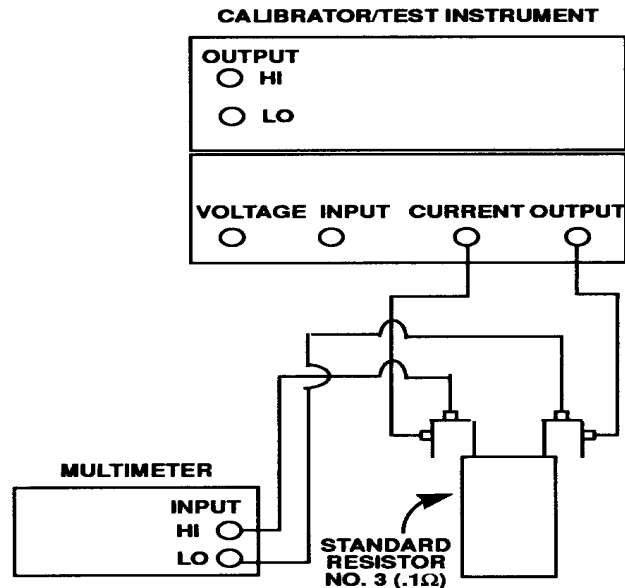 CALIBRATOR/TEST INSTRUMENT
OUTPUT
HI
LO
VOLTAGE INPUT CURRENT OUTPUT
MULTIMETER
INPUT
HI
LO
STANDARD
RESISTOR
NO. 3 (.1Ω)